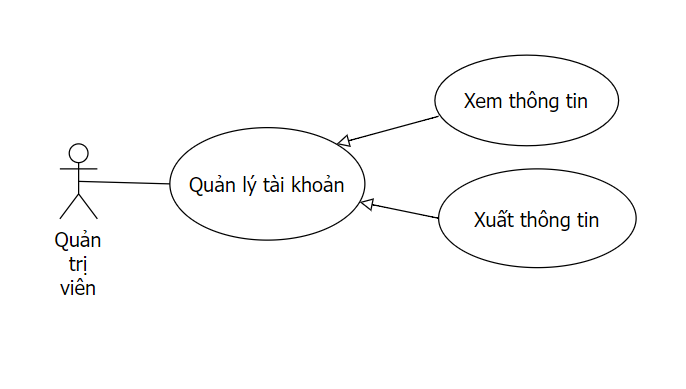 Xem thông tin
Quản lý tài khoản
Xuất thông tin
Quản
trị
viên